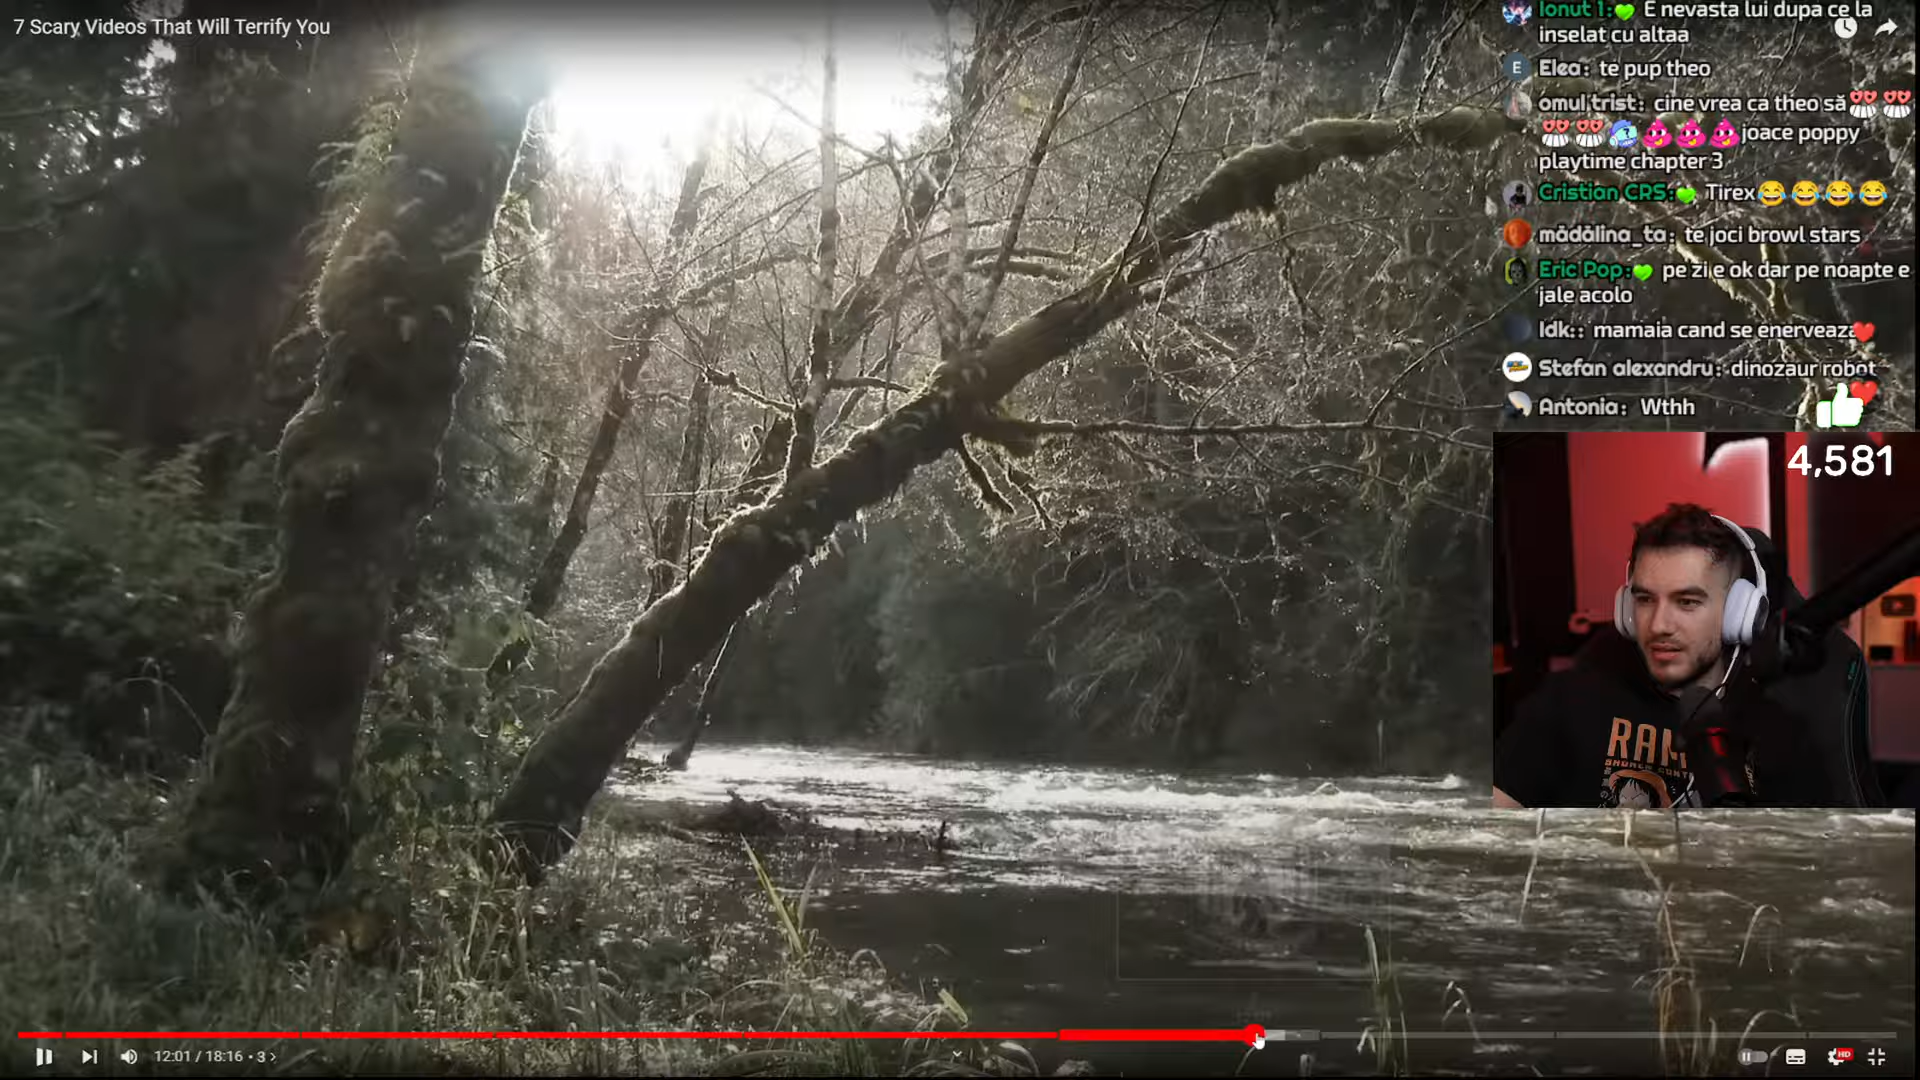 7 Scary Videos That Will Terrify You
Ionut 1: E nevasta lui dupa ce la
inselat cu altaa
E Elea: te pup theo
omul trist: cine vrea ca theo să
joace poppy
playtime chapter 3
Cristian CRS: Tirex
mădălina_ta: te joci browl stars
Eric Pop: pe zi e ok dar pe noapte e
jale acolo
Idk:: mamaia cand se enerveaza
Stefan alexandru: dinozaur robot
Antonia: Wthh
4,581
RAM
12:01 / 18:16 • 3 ›
HD